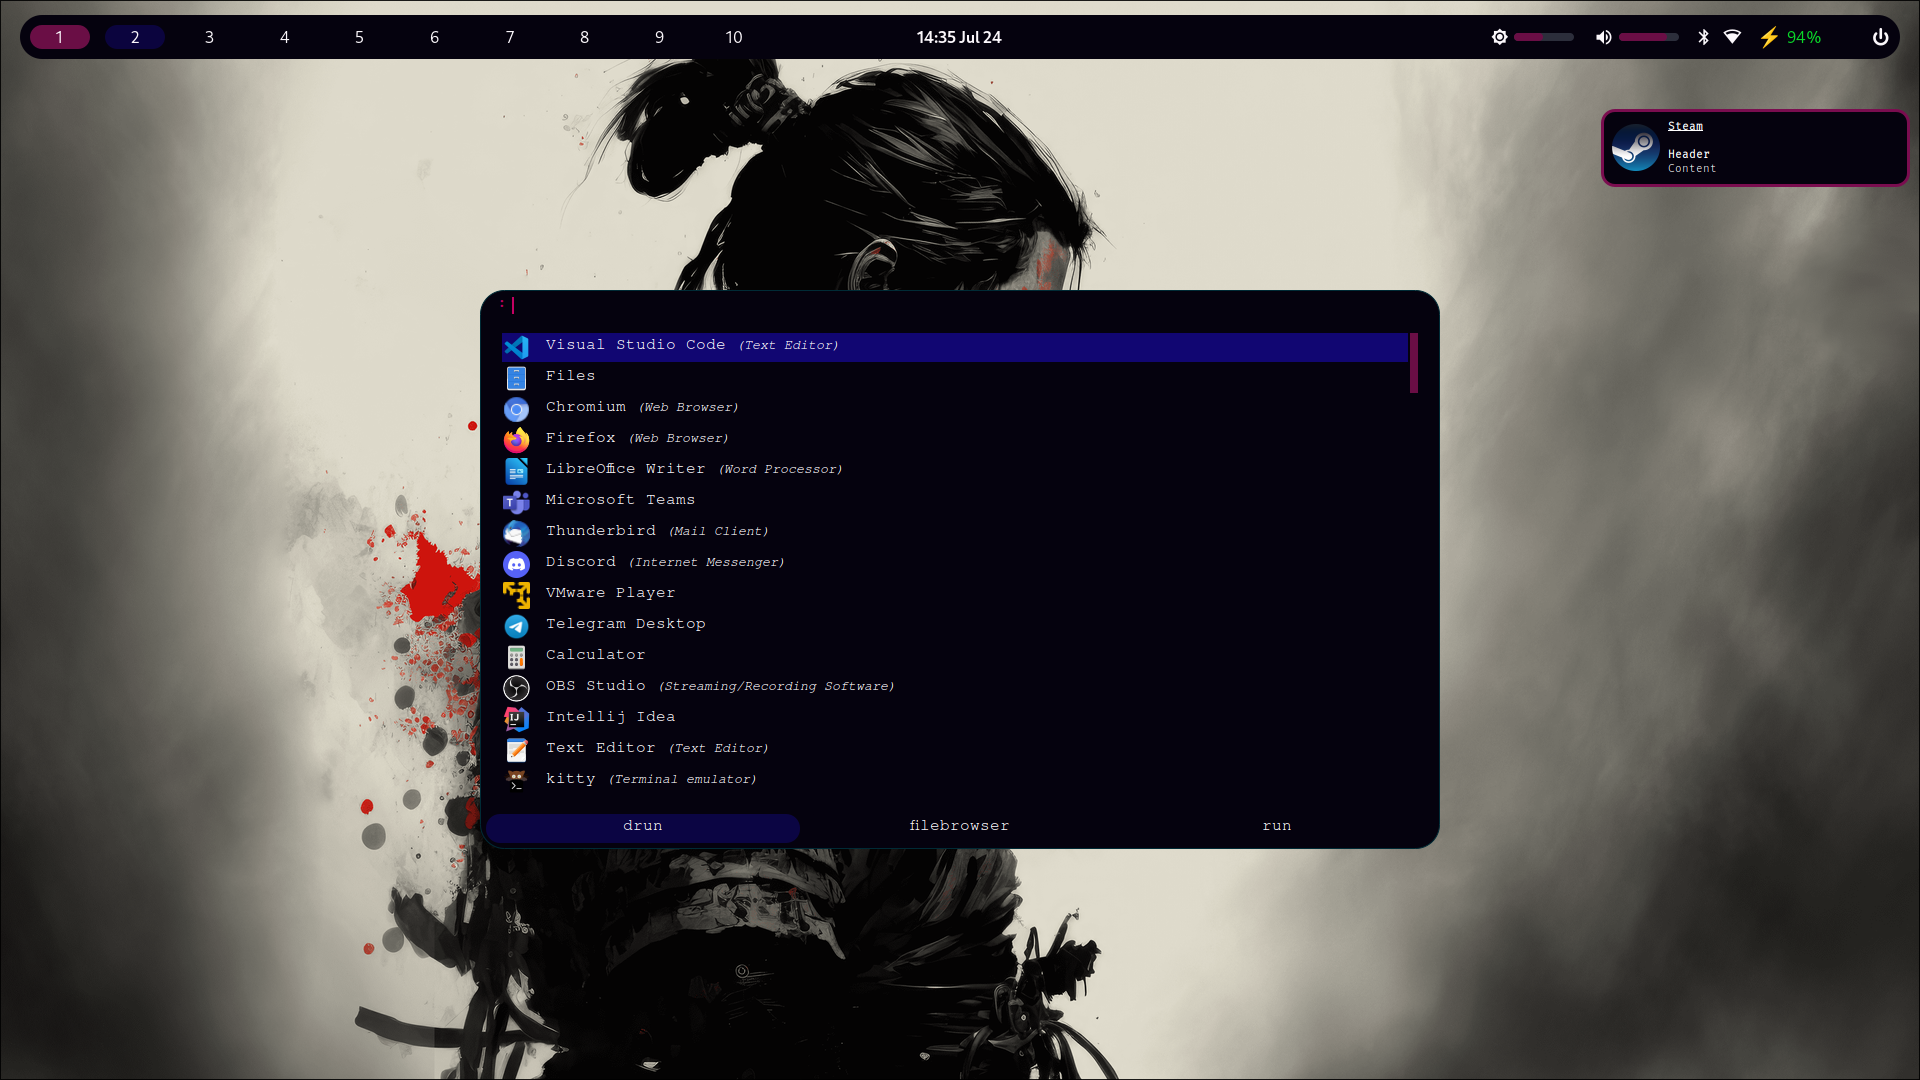 1 2 3 4 5 6 7 8 9 10 14:35 Jul 24 94%
Steam
Header
Content
:
Visual Studio Code (Text Editor)
Files
Chromium (Web Browser)
Firefox (Web Browser)
LibreOffice Writer (Word Processor)
Microsoft Teams
Thunderbird (Mail Client)
Discord (Internet Messenger)
VMware Player
Telegram Desktop
Calculator
OBS Studio (Streaming/Recording Software)
Intellij Idea
Text Editor (Text Editor)
kitty (Terminal emulator)
drun filebrowser run